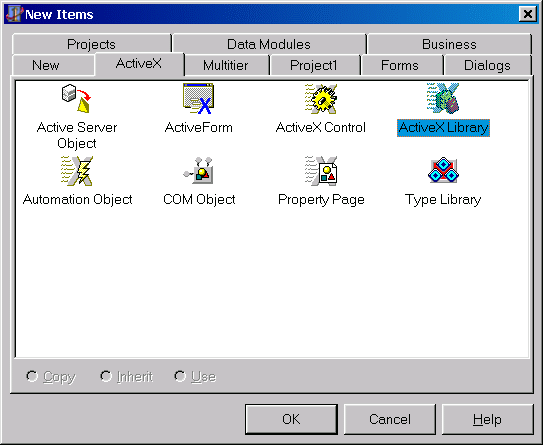 New Items
Projects Data Modules Business
New ActiveX Multitier Project1 Forms Dialogs
Active Server Object ActiveForm ActiveX Control ActiveX Library
Automation Object COM Object Property Page Type Library
Copy Inherit Use
OK Cancel Help